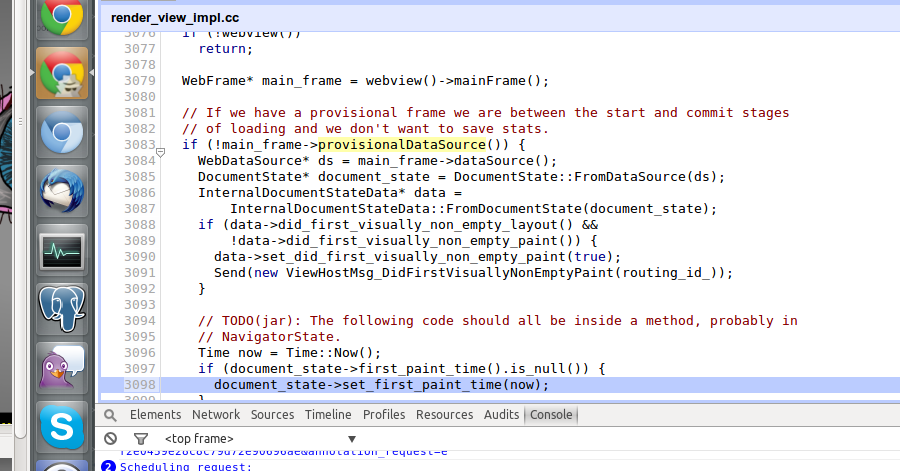 render_view_impl.cc
3076 if (!webview())
3077 return;
3078
3079 WebFrame* main_frame = webview()->mainFrame();
3080
3081 // If we have a provisional frame we are between the start and commit stages
3082 // of loading and we don't want to save stats.
3083 if (!main_frame->provisionalDataSource()) {
3084 WebDataSource* ds = main_frame->dataSource();
3085 DocumentState* document_state = DocumentState::FromDataSource(ds);
3086 InternalDocumentStateData* data =
3087 InternalDocumentStateData::FromDocumentState(document_state);
3088 if (data->did_first_visually_non_empty_layout() &&
3089 !data->did_first_visually_non_empty_paint()) {
3090 data->set_did_first_visually_non_empty_paint(true);
3091 Send(new ViewHostMsg_DidFirstVisuallyNonEmptyPaint(routing_id_));
3092 }
3093
3094 // TODO(jar): The following code should all be inside a method, probably in
3095 // NavigatorState.
3096 Time now = Time::Now();
3097 if (document_state->first_paint_time().is_null()) {
3098 document_state->set_first_paint_time(now);
3099 }
Elements Network Sources Timeline Profiles Resources Audits Console
<top frame>
2 Scheduling request: